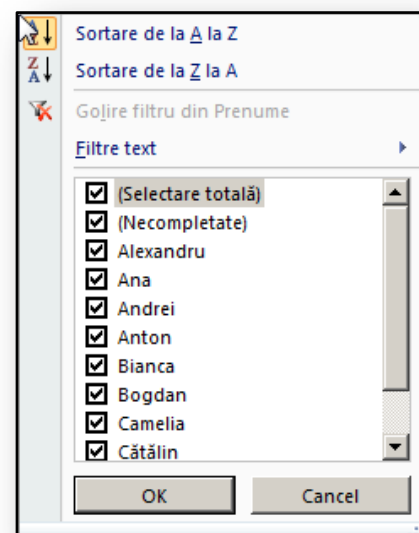 Sortare de la A la Z
Sortare de la Z la A
Golire filtru din Prenume
Filtre text
(Selectare totală)
(Necompletate)
Alexandru
Ana
Andrei
Anton
Bianca
Bogdan
Camelia
Cătălin
OK Cancel